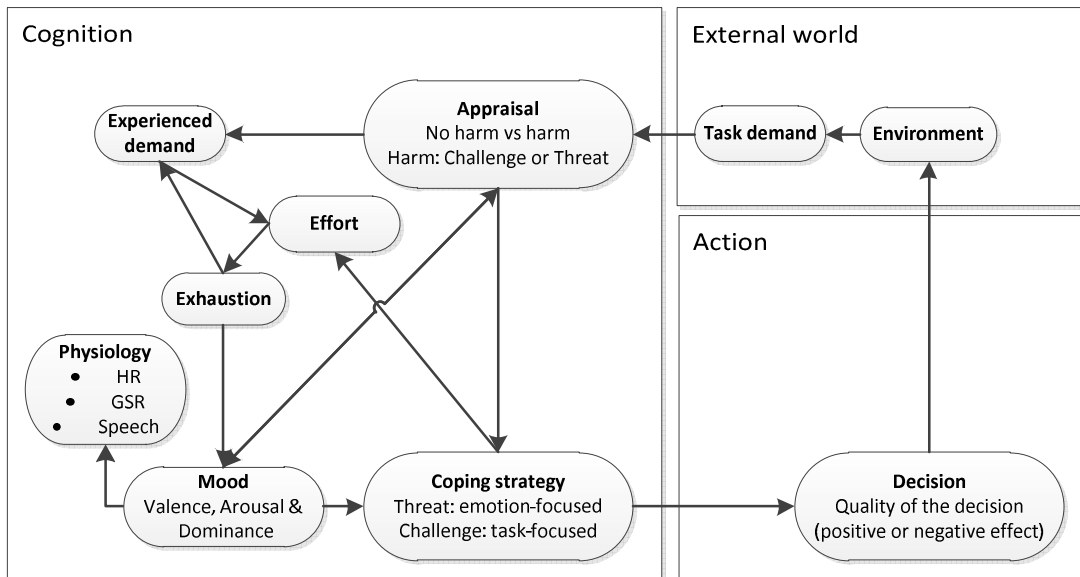 Cognition
External world
Appraisal
No harm vs harm
Harm: Challenge or Threat
Experienced
demand
Task demand
Environment
Effort
Action
Exhaustion
Physiology
• HR
• GSR
• Speech
Mood
Valence, Arousal &
Dominance
Coping strategy
Threat: emotion-focused
Challenge: task-focused
Decision
Quality of the decision
(positive or negative effect)